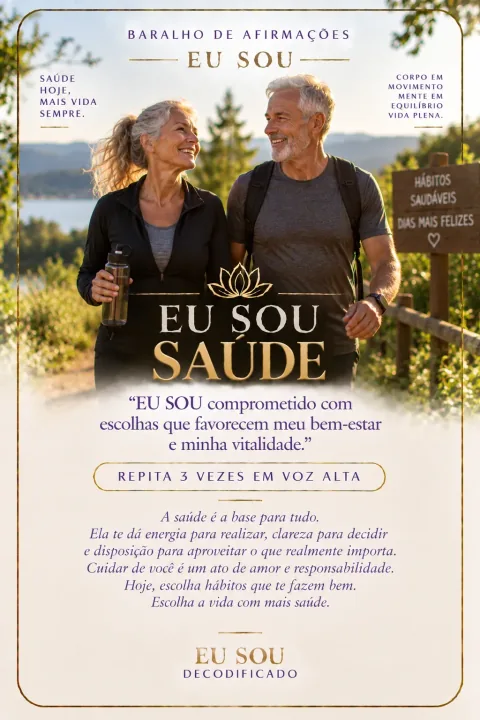 BARALHO DE AFIRMAÇÕES
EU SOU
SAÚDE
HOJE,
MAIS VIDA
SEMPRE.
CORPO EM
MOVIMENTO
MENTE EM
EQUILÍBRIO
VIDA PLENA.
HÁBITOS
SAUDÁVEIS
DIAS MAIS FELIZES
EU SOU
SAÚDE
“EU SOU comprometido com
escolhas que favorecem meu bem-estar
e minha vitalidade.”
REPITA 3 VEZES EM VOZ ALTA
A saúde é a base para tudo.
Ela te dá energia para realizar, clareza para decidir
e disposição para aproveitar o que realmente importa.
Cuidar de você é um ato de amor e responsabilidade.
Hoje, escolha hábitos que te fazem bem.
Escolha a vida com mais saúde.
EU SOU
DECODIFICADO